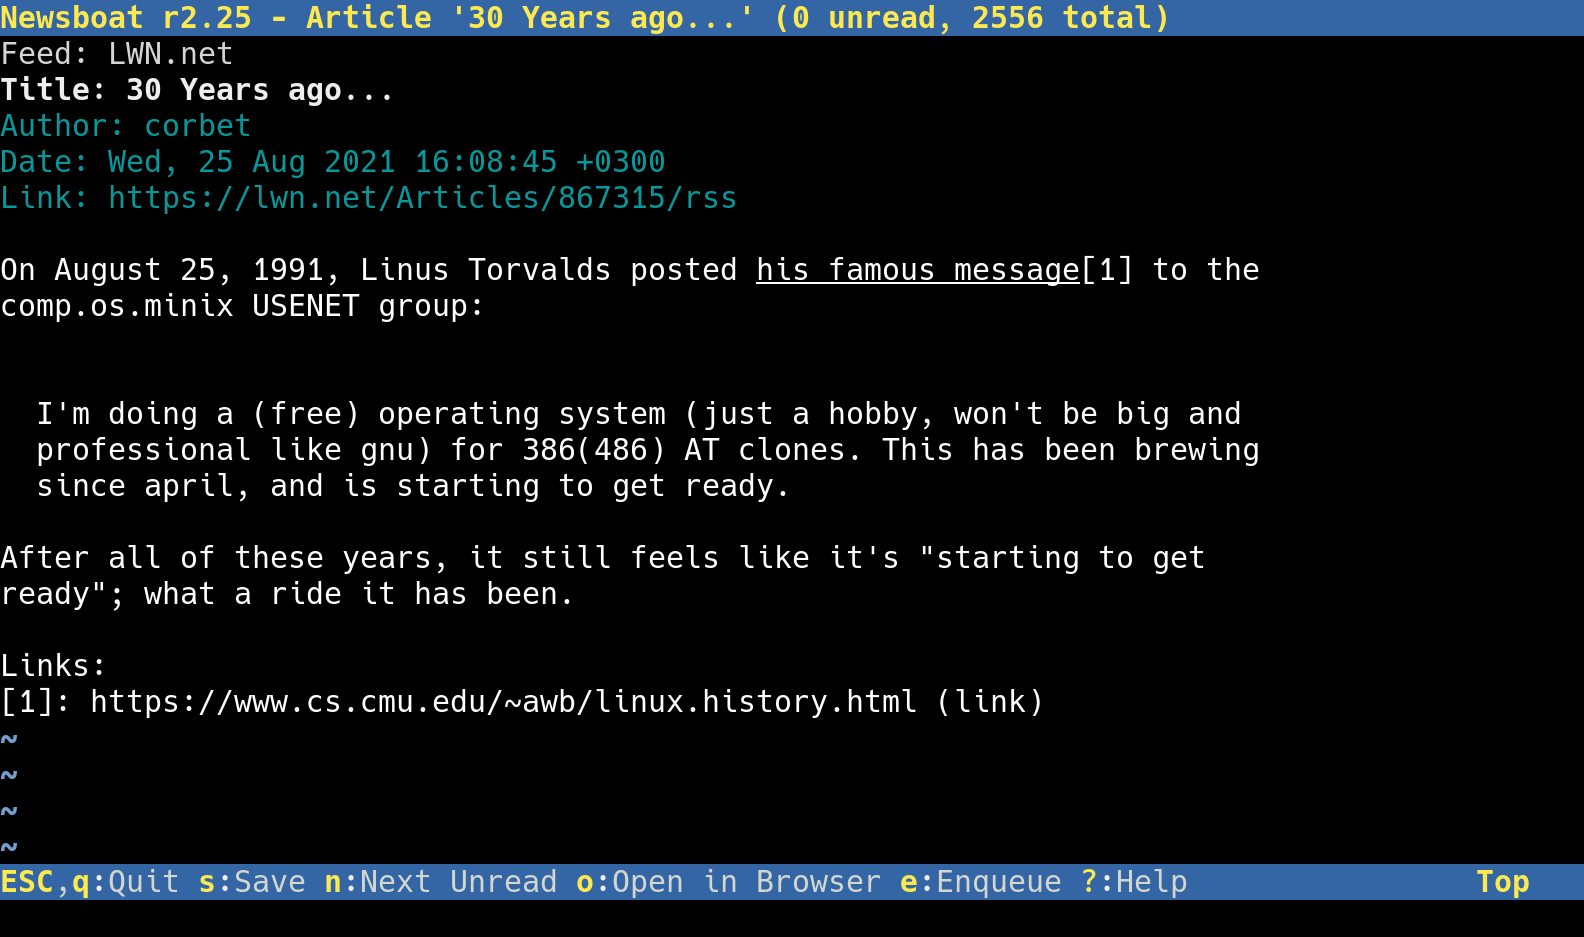 Newsboat r2.25 - Article '30 Years ago...' (0 unread, 2556 total)
Feed: LWN.net
Title: 30 Years ago...
Author: corbet
Date: Wed, 25 Aug 2021 16:08:45 +0300
Link: https://lwn.net/Articles/867315/rss
On August 25, 1991, Linus Torvalds posted his famous message[1] to the
comp.os.minix USENET group:
I'm doing a (free) operating system (just a hobby, won't be big and
professional like gnu) for 386(486) AT clones. This has been brewing
since april, and is starting to get ready.
After all of these years, it still feels like it's "starting to get
ready"; what a ride it has been.
Links:
[1]: https://www.cs.cmu.edu/~awb/linux.history.html (link)
~
~
~
~
ESC,q:Quit s:Save n:Next Unread o:Open in Browser e:Enqueue ?:Help Top